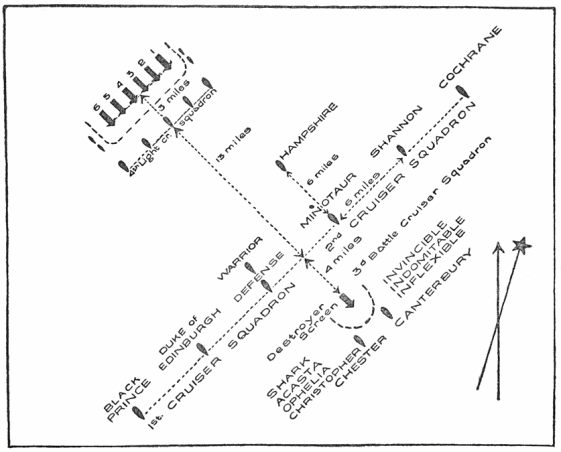 6 5 4 3 2
3 miles
4th Light cr. squadron
13 miles
HAMPSHIRE
6 miles
MINOTAUR
6 miles
SHANNON
COCHRANE
2nd CRUISER SQUADRON
4 miles
3d Battle Cruiser Squadron
INVINCIBLE
INDOMITABLE
INFLEXIBLE
CANTERBURY
Destroyer
Screen
SHARK
ACASTA
OPHELIA
CHRISTOPHER
CHESTER
WARRIOR
DEFENSE
DUKE OF
EDINBURGH
BLACK
PRINCE
1st. CRUISER SQUADRON